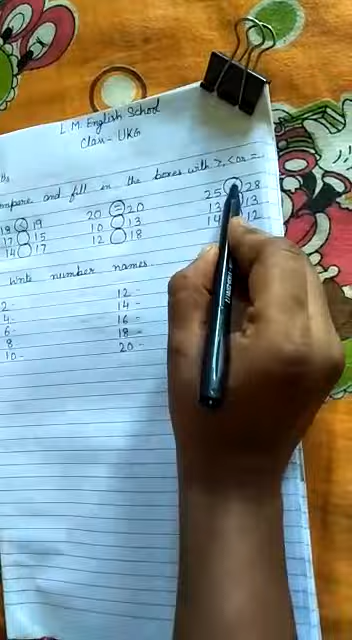 L. M. English School
Class - UKG
ths
ompare and fill in the boxes with >, < or =.
18 < 19 20 = 20 25 28
17 15 10 13 13 13
14 17 12 18 14 12
Write number names.
2 - 12 -
4 - 14 -
6 - 16 -
8 18 -
10 - 20 -